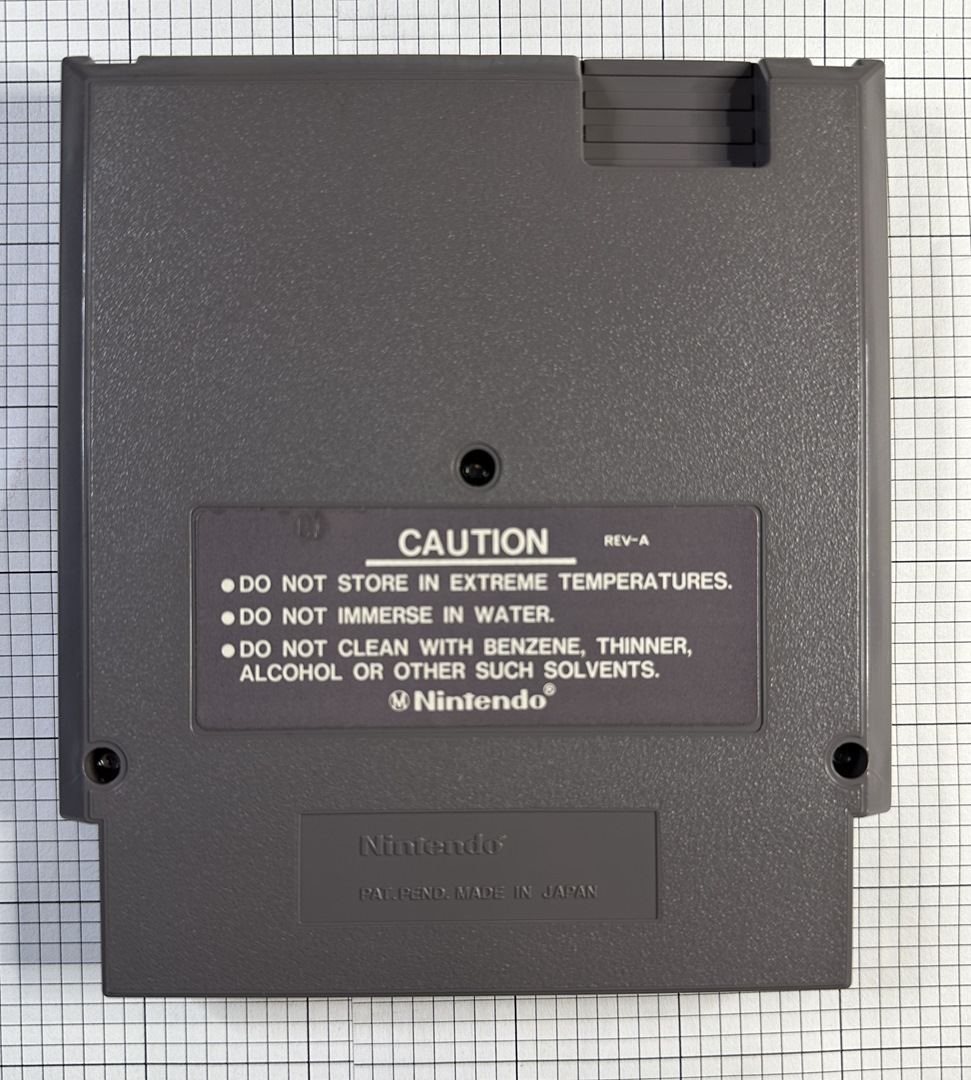 CAUTION REV-A
●DO NOT STORE IN EXTREME TEMPERATURES.
●DO NOT IMMERSE IN WATER.
●DO NOT CLEAN WITH BENZENE, THINNER,
ALCOHOL OR OTHER SUCH SOLVENTS.
Ⓜ Nintendo®
Nintendo®
PAT.PEND. MADE IN JAPAN